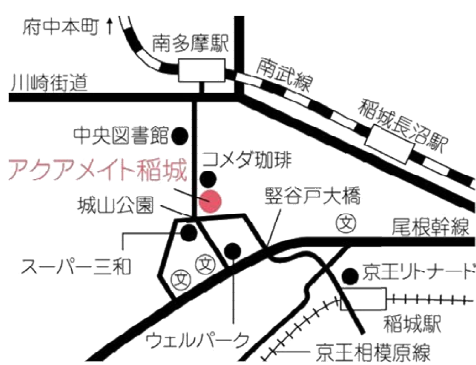 府中本町↑
南多摩駅
川崎街道
南武線
稲城長沼駅
中央図書館
コメダ珈琲
アクアメイト稲城
城山公園
竪谷戸大橋
文
尾根幹線
スーパー三和
文
文
京王リトナード
ウェルパーク
稲城駅
京王相模原線